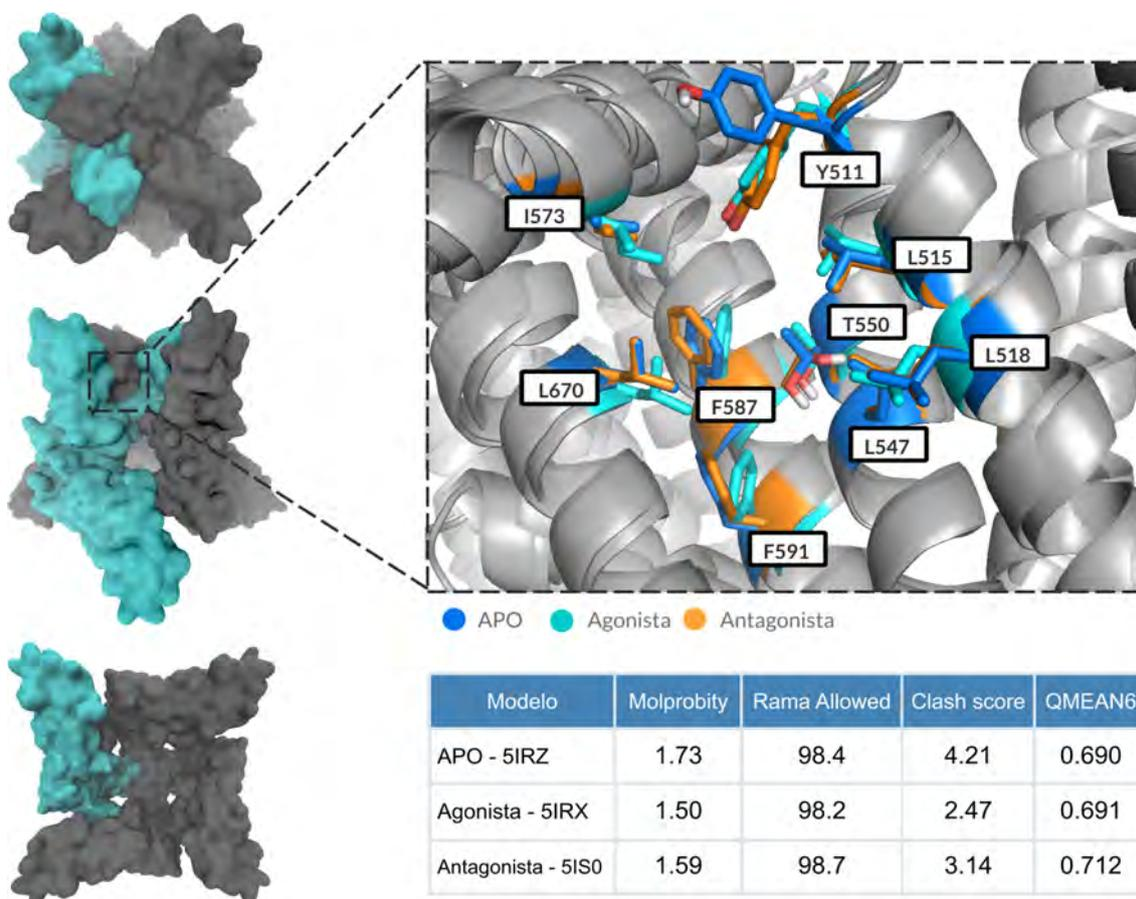 Y511
I573
L515
T550
L518
L670
F587
L547
F591
APO Agonista Antagonista
Modelo Molprobity Rama Allowed Clash score QMEAN6
APO - 5IRZ 1.73 98.4 4.21 0.690
Agonista - 5IRX 1.50 98.2 2.47 0.691
Antagonista - 5IS0 1.59 98.7 3.14 0.712